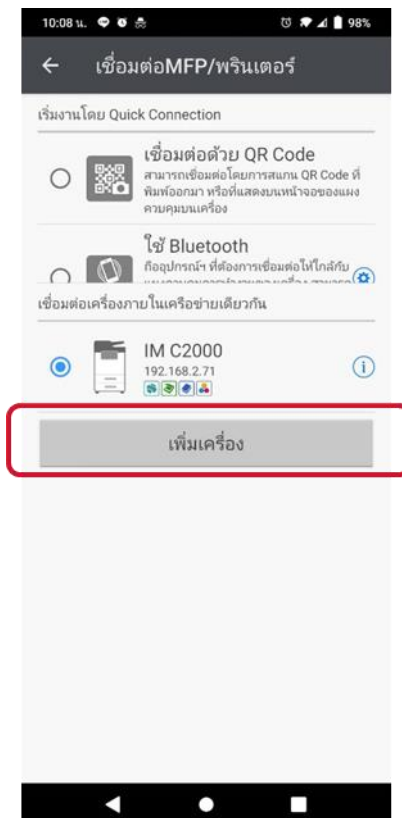 10:08 น. 98%
เชื่อมต่อMFP/พรินเตอร์
เริ่มงานโดย Quick Connection
เชื่อมต่อด้วย QR Code
สามารถเชื่อมต่อโดยการสแกน QR Code ที่
พิมพ์ออกมา หรือที่แสดงบนหน้าจอของแผง
ควบคุมบนเครื่อง
ใช้ Bluetooth
ถืออุปกรณ์ฯ ที่ต้องการเชื่อมต่อให้ใกล้กับ
เชื่อมต่อเครื่องภายในเครือข่ายเดียวกัน
IM C2000
192.168.2.71
เพิ่มเครื่อง